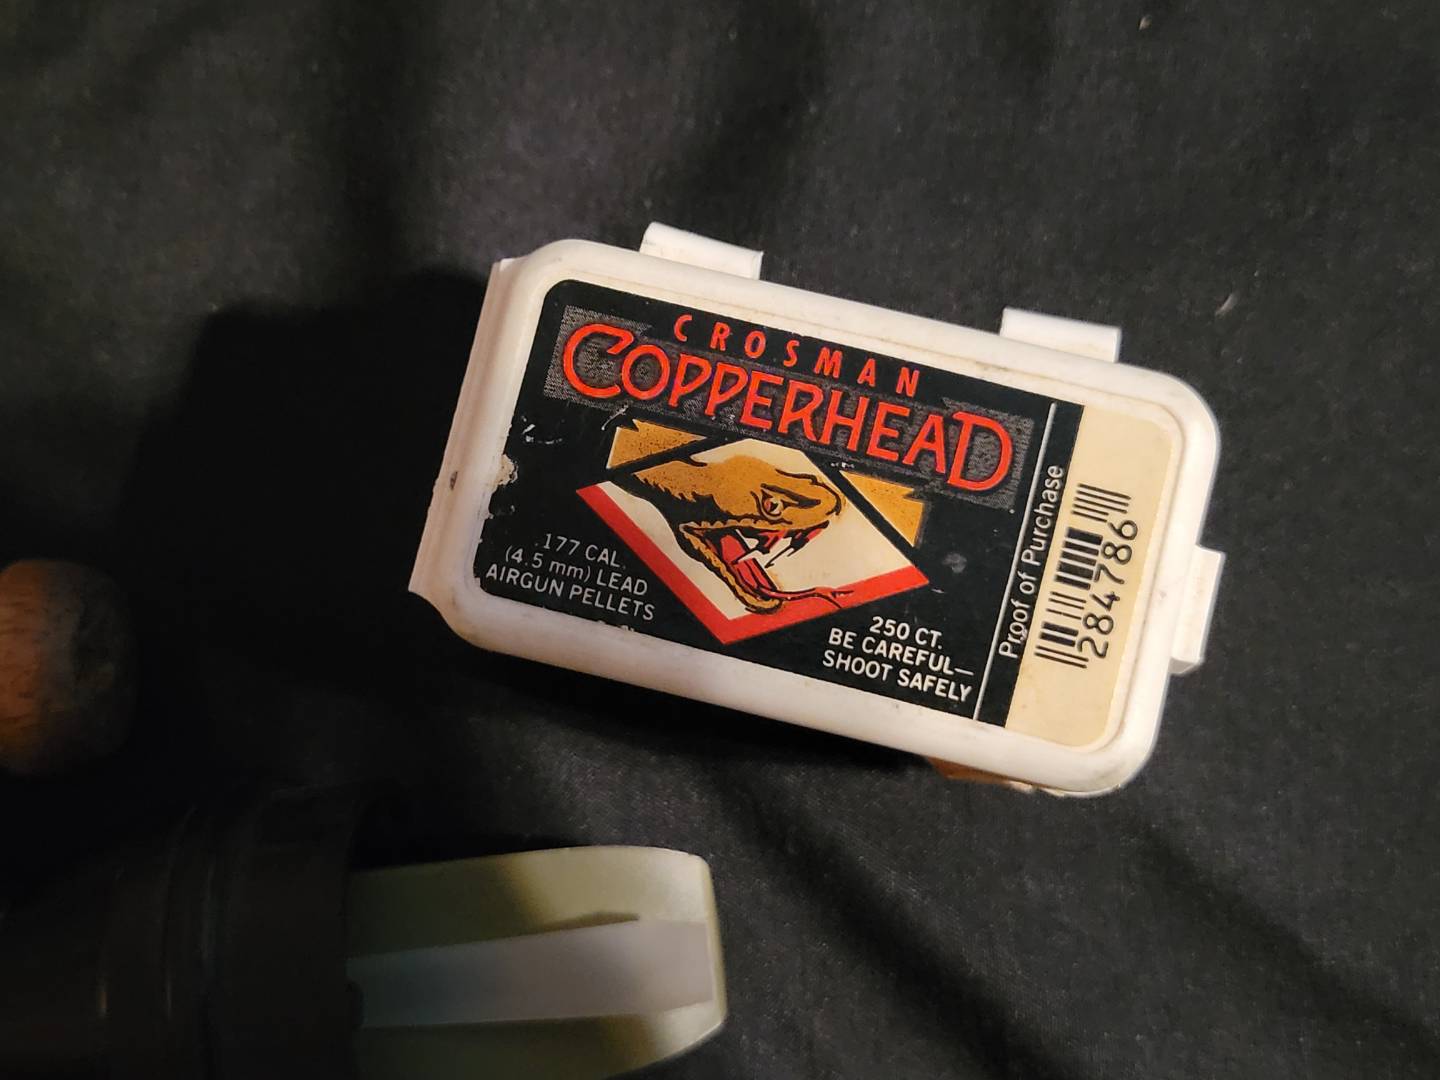 CROSMAN
COPPERHEAD
.177 CAL.
(4.5 mm) LEAD
AIRGUN PELLETS
250 CT.
BE CAREFUL—
SHOOT SAFELY
Proof of Purchase
284786